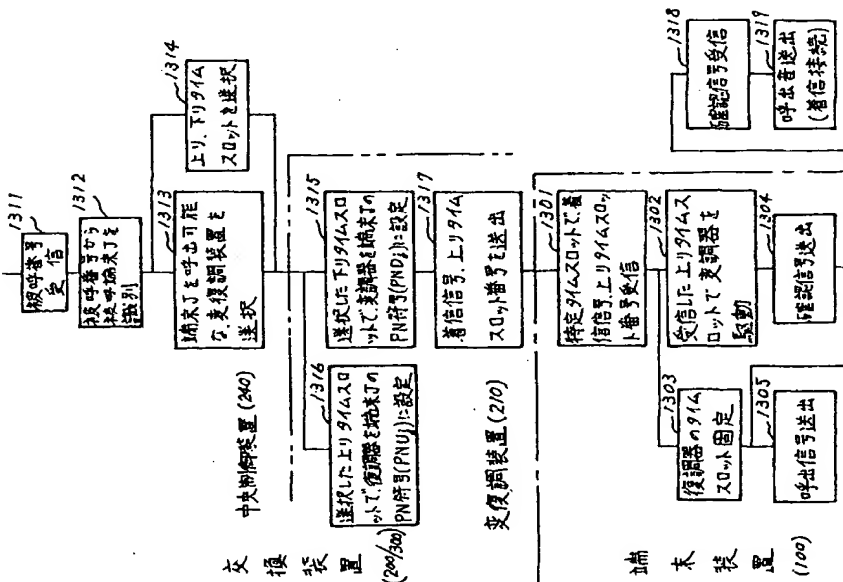 1311
被呼番号
受信
1312
被呼番号から
被呼端末Jを
識別
1313
端末Jを呼出可能
な、変復調装置を
選択
1314
上り、下りタイム
スロットを選択
中央制御装置(240)
1315
選択した下りタイムスロ
ットで、変調器を端末Jの
PN符号(PNDj)に設定
1316
選択した上りタイムスロ
ットで、復調器を端末Jの
PN符号(PNUj)に設定
1317
着信信号、上りタイム
スロット番号を送出
変復調装置(210)
交換装置
(200/300)
1301
特定タイムスロットで、着
信信号、上りタイムスロッ
ト番号受信
1302
受信した上りタイムス
ロットで変調器を
駆動
1303
復調器のタイム
スロット固定
1304
確認信号送出
1305
呼出信号送出
端末装置
(100)
1318
確認信号受信
1319
呼出音送出
(着信接続)